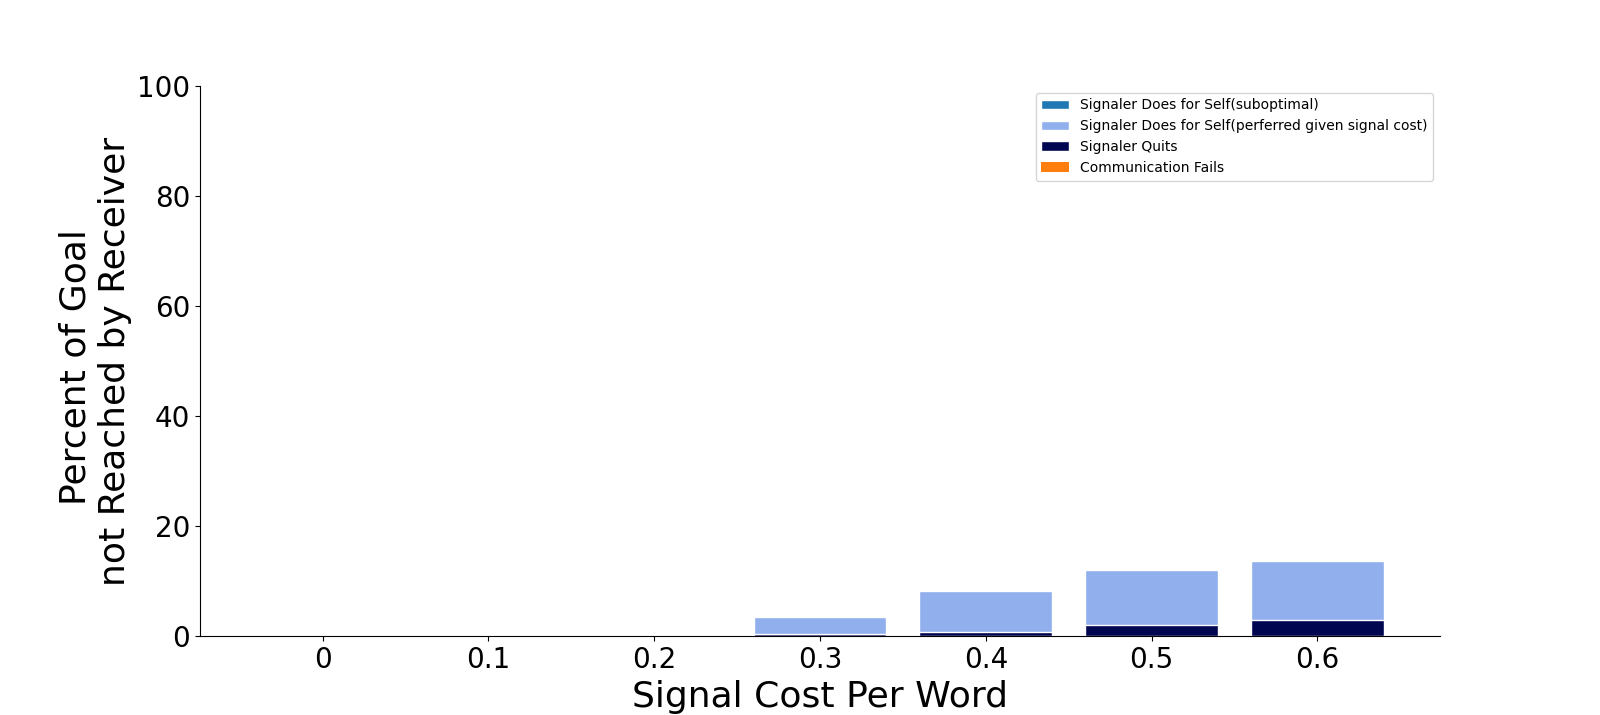 Percent of Goal
not Reached by Receiver
100
80
60
40
20
0
Signaler Does for Self(suboptimal)
Signaler Does for Self(perferred given signal cost)
Signaler Quits
Communication Fails
0 0.1 0.2 0.3 0.4 0.5 0.6
Signal Cost Per Word